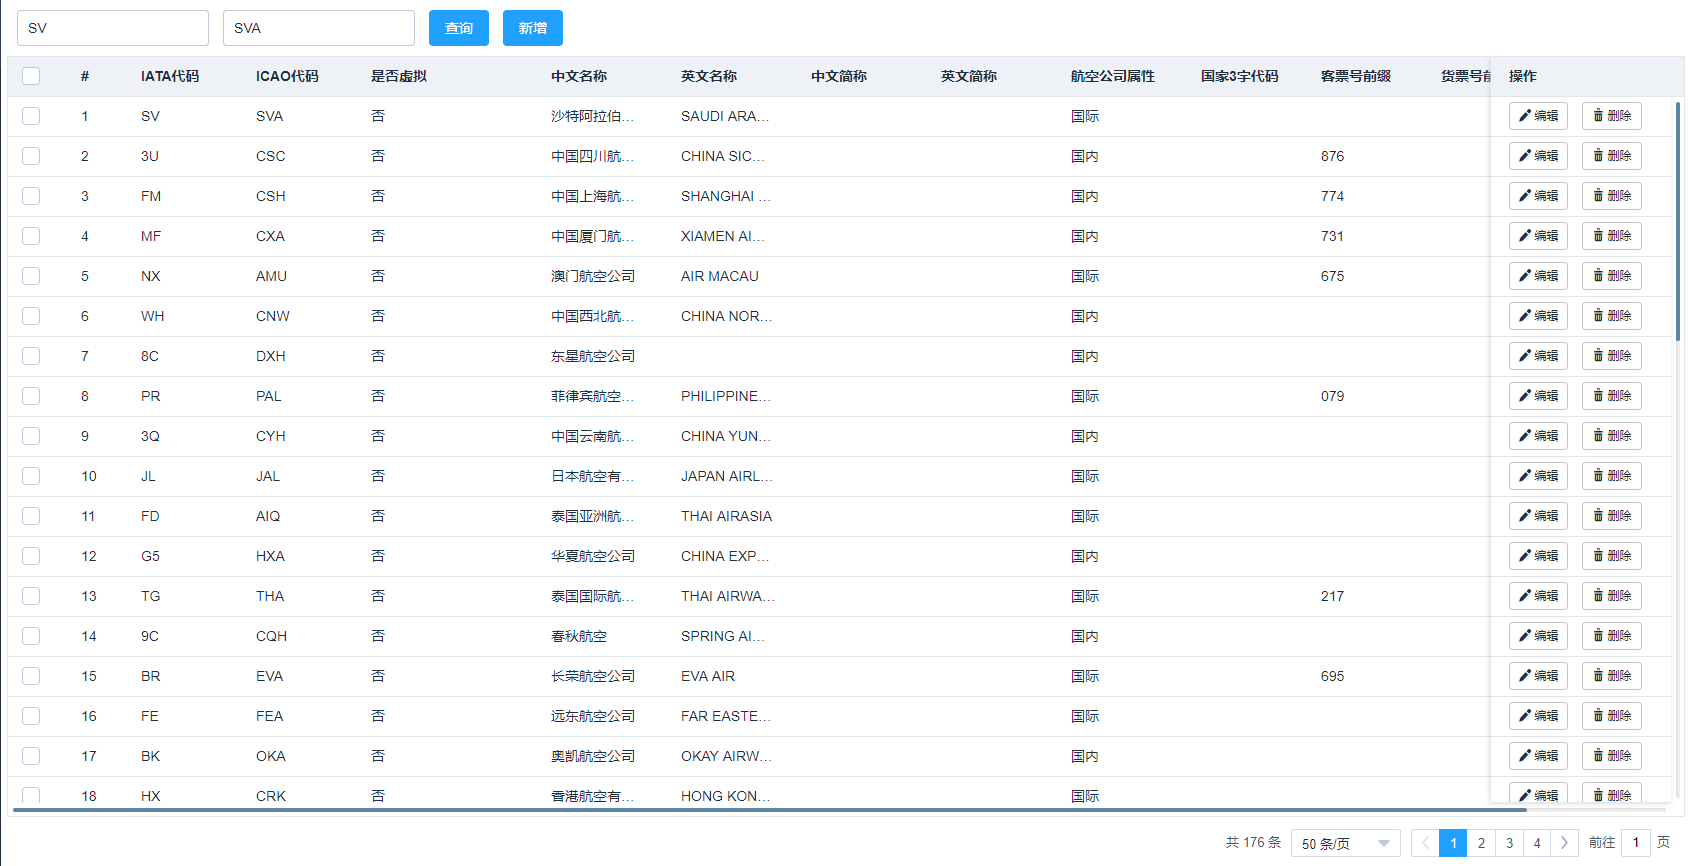 SV SVA 查询 新增
# IATA代码 ICAO代码 是否虚拟 中文名称 英文名称 中文简称 英文简称 航空公司属性 国家3字代码 客票号前缀 货票号前 操作
1 SV SVA 否 沙特阿拉伯... SAUDI ARA... 国际 编辑 删除
2 3U CSC 否 中国四川航... CHINA SIC... 国内 876 编辑 删除
3 FM CSH 否 中国上海航... SHANGHAI ... 国内 774 编辑 删除
4 MF CXA 否 中国厦门航... XIAMEN AI... 国内 731 编辑 删除
5 NX AMU 否 澳门航空公司 AIR MACAU 国际 675 编辑 删除
6 WH CNW 否 中国西北航... CHINA NOR... 国内 编辑 删除
7 8C DXH 否 东星航空公司 国内 编辑 删除
8 PR PAL 否 菲律宾航空... PHILIPPINE... 国际 079 编辑 删除
9 3Q CYH 否 中国云南航... CHINA YUN... 国内 编辑 删除
10 JL JAL 否 日本航空有... JAPAN AIRL... 国际 编辑 删除
11 FD AIQ 否 泰国亚洲航... THAI AIRASIA 国际 编辑 删除
12 G5 HXA 否 华夏航空公司 CHINA EXP... 国内 编辑 删除
13 TG THA 否 泰国国际航... THAI AIRWA... 国际 217 编辑 删除
14 9C CQH 否 春秋航空 SPRING AI... 国内 编辑 删除
15 BR EVA 否 长荣航空公司 EVA AIR 国际 695 编辑 删除
16 FE FEA 否 远东航空公司 FAR EASTE... 国际 编辑 删除
17 BK OKA 否 奥凯航空公司 OKAY AIRW... 国内 编辑 删除
18 HX CRK 否 香港航空有... HONG KON... 国际 编辑 删除
共 176 条 50 条/页 1 2 3 4 前往 1 页